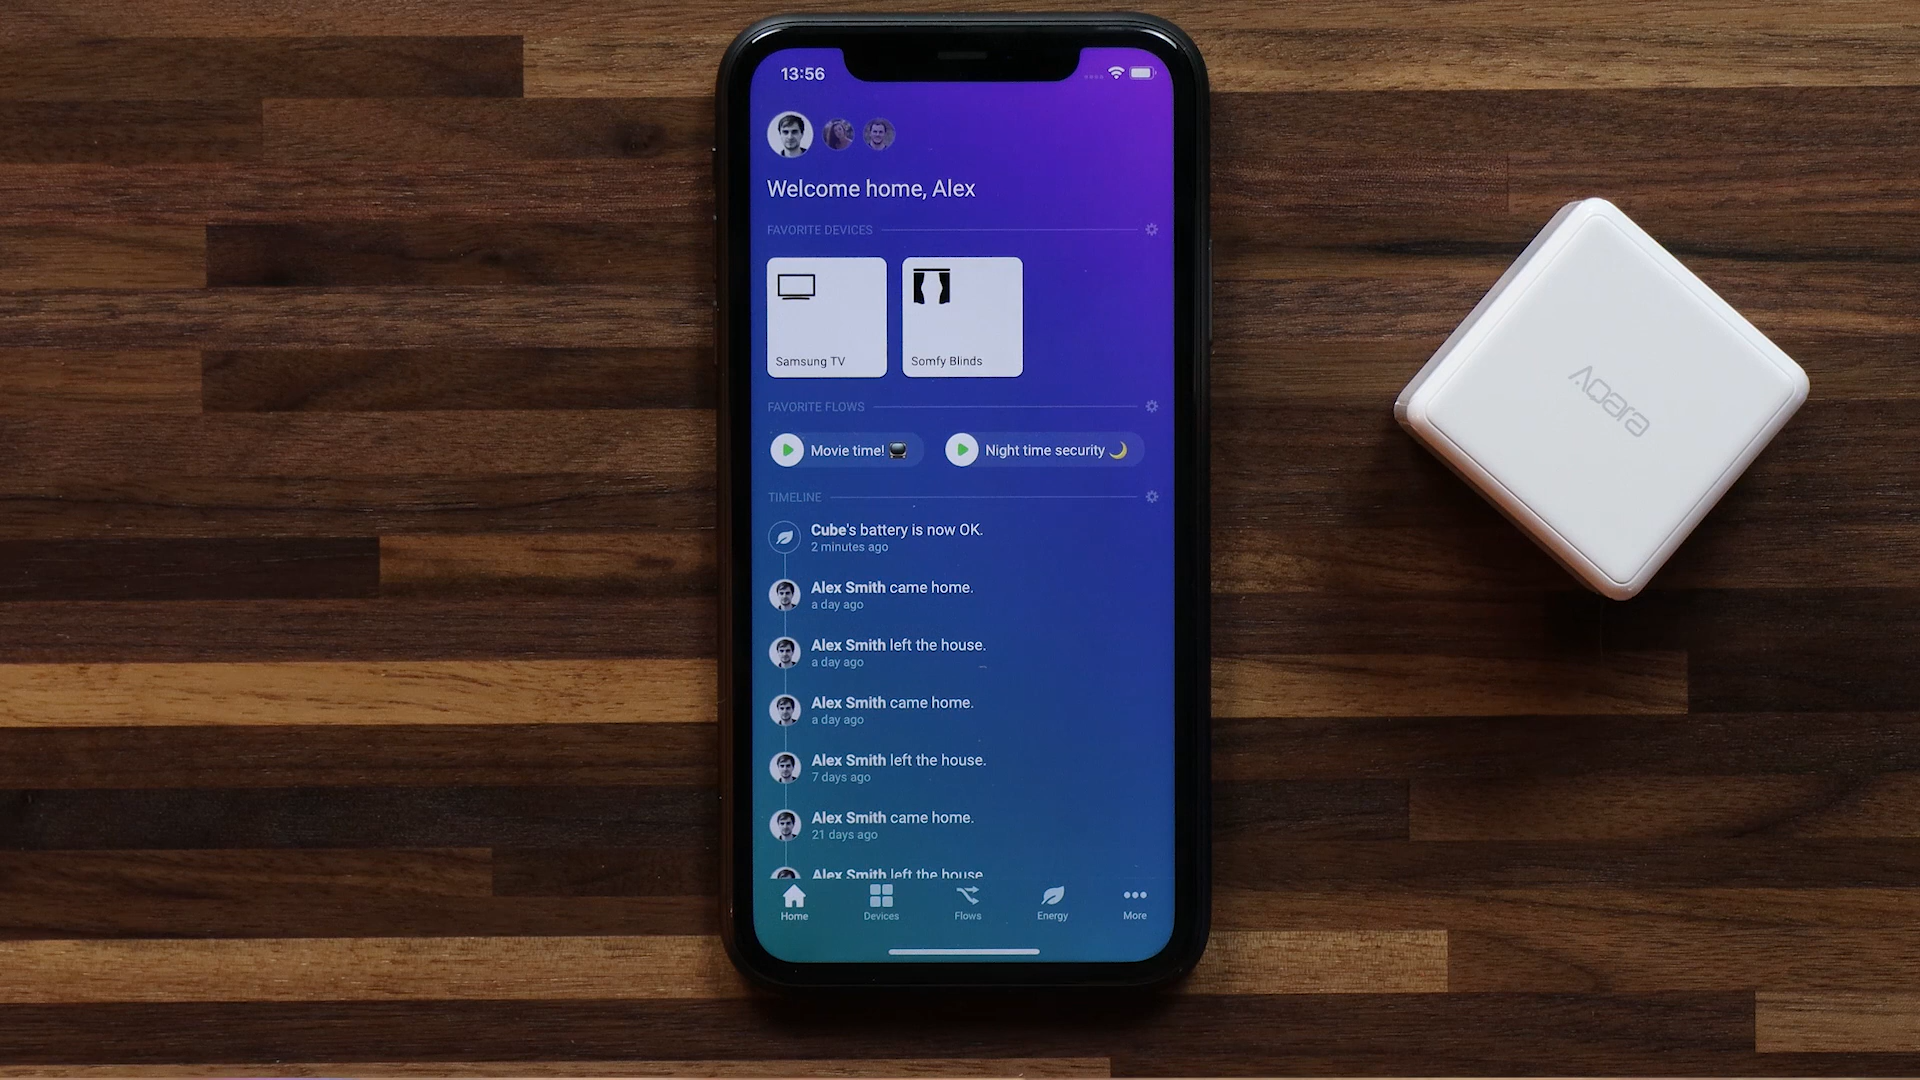 13:56
Welcome home, Alex
FAVORITE DEVICES
Samsung TV
Somfy Blinds
FAVORITE FLOWS
Movie time!
Night time security
TIMELINE
Cube's battery is now OK.
2 minutes ago
Alex Smith came home.
a day ago
Alex Smith left the house.
a day ago
Alex Smith came home.
a day ago
Alex Smith left the house.
7 days ago
Alex Smith came home.
21 days ago
Alex Smith left the house
Home
Devices
Flows
Energy
More
Aqara